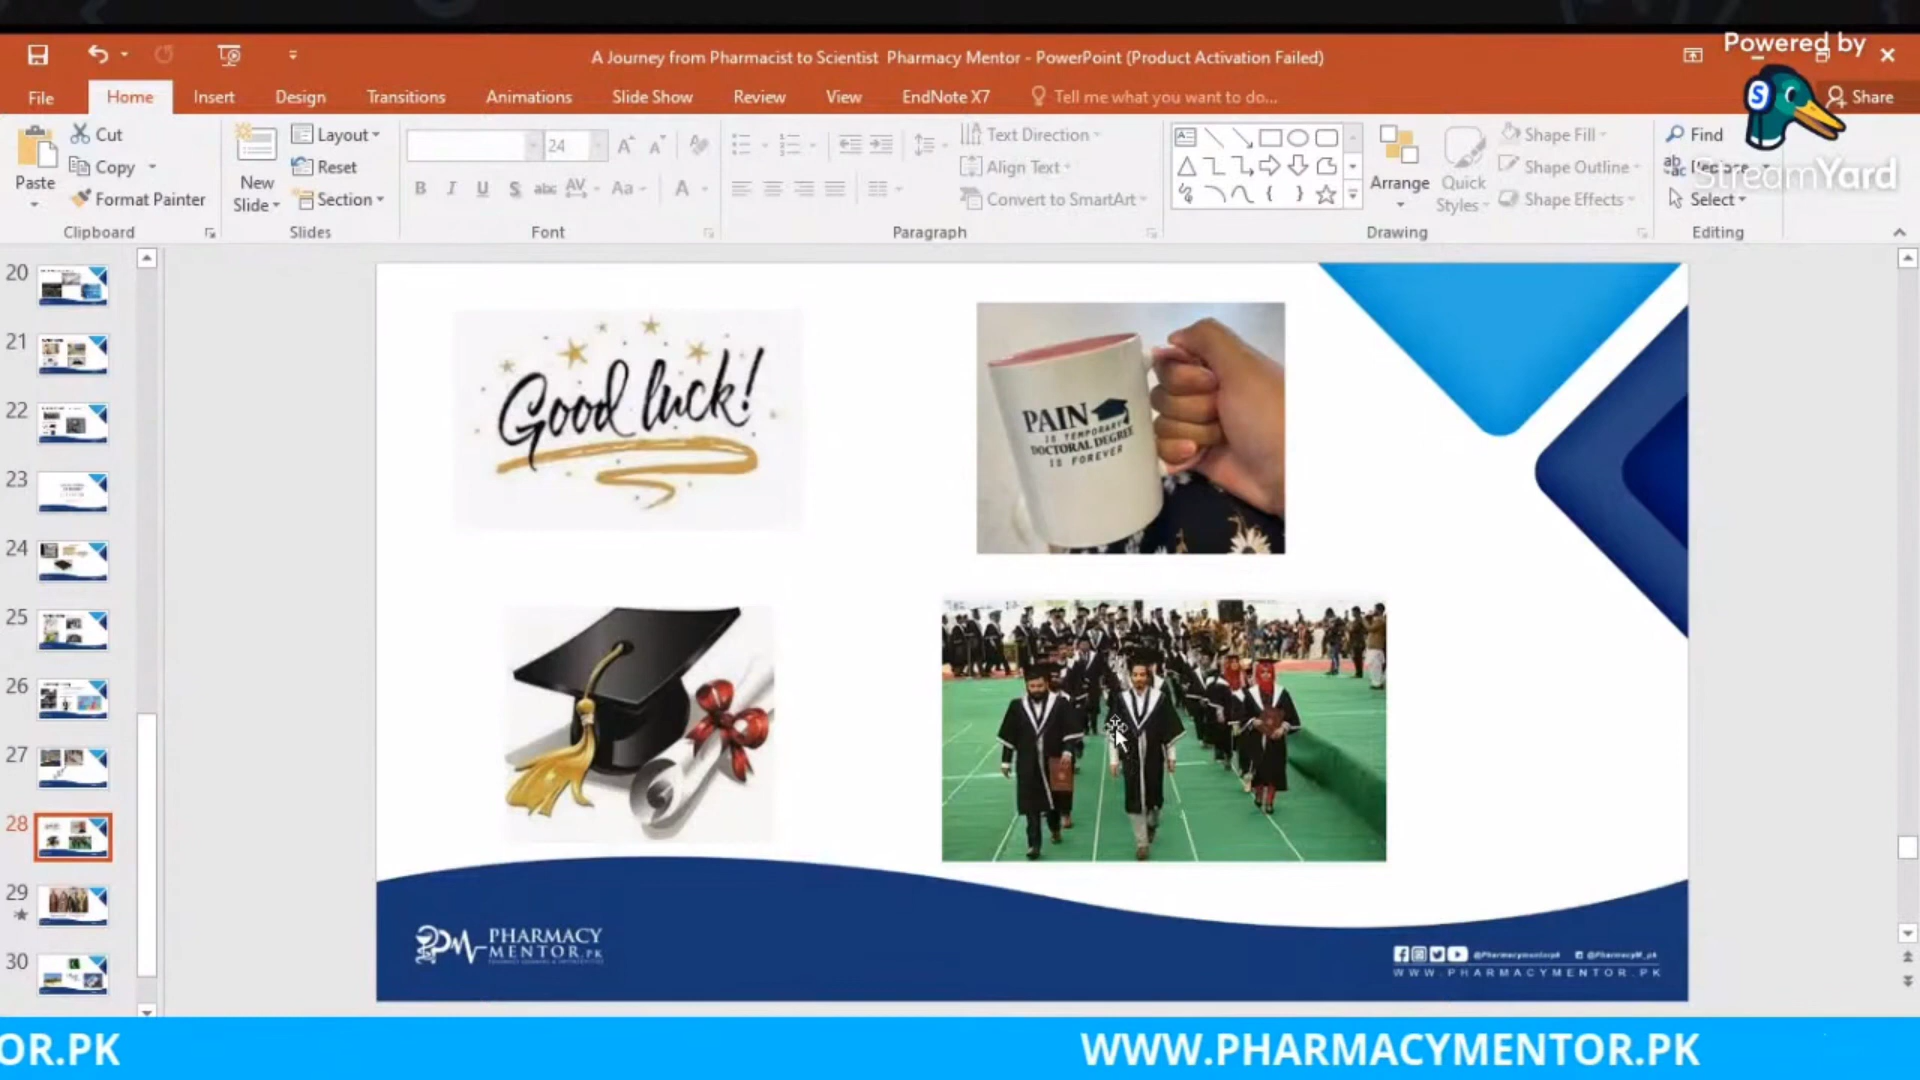 Powered by
StreamYard
A Journey from Pharmacist to Scientist Pharmacy Mentor - PowerPoint (Product Activation Failed)
File Home Insert Design Transitions Animations Slide Show Review View EndNote X7 Tell me what you want to do... Share
Paste
Cut
Copy
Format Painter
Clipboard
New
Slide
Layout
Reset
Section
Slides
24
Font
Text Direction
Align Text
Convert to SmartArt
Paragraph
Arrange
Quick
Styles
Shape Fill
Shape Outline
Shape Effects
Drawing
Find
Replace
Select
Editing
20
21
22
23
24
25
26
27
28
29
30
Good luck!
PAIN
IS TEMPORARY
DOCTORAL DEGREE
IS FOREVER
PHARMACY
MENTOR.PK
WWW.PHARMACYMENTOR.PK
OR.PK
WWW.PHARMACYMENTOR.PK